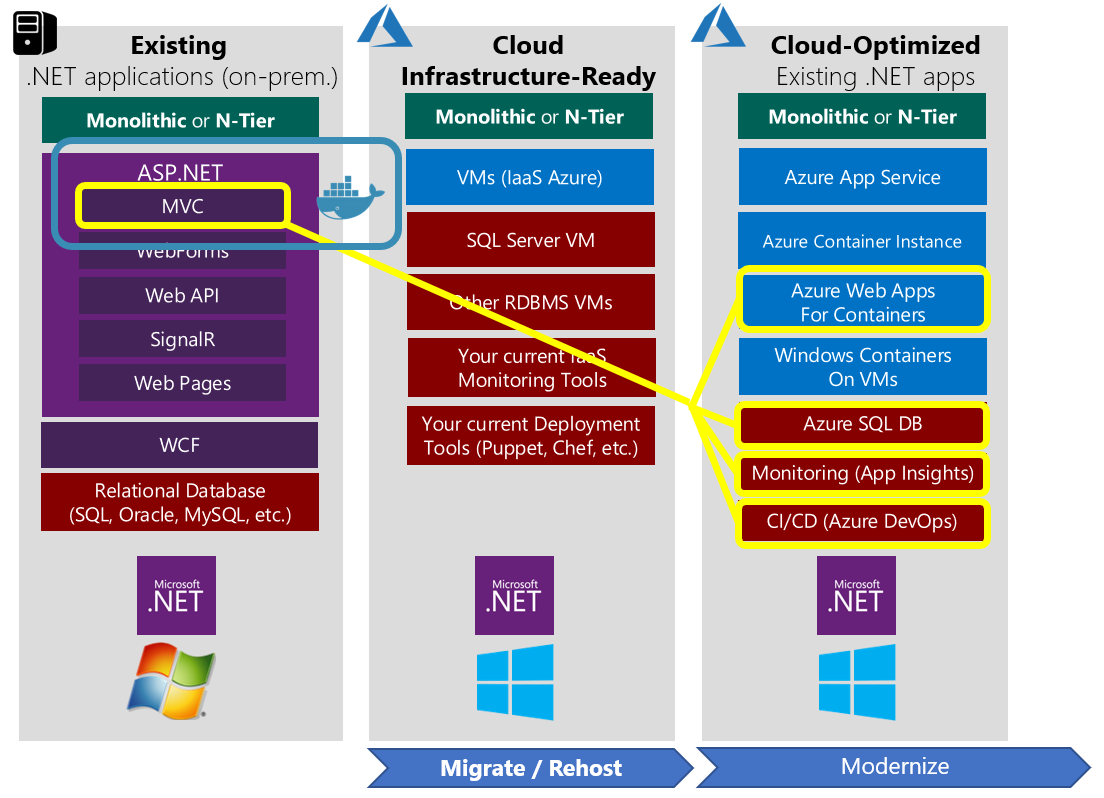 Existing
.NET applications (on-prem.)
Monolithic or N-Tier
ASP.NET
MVC
WebForms
Web API
SignalR
Web Pages
WCF
Relational Database
(SQL, Oracle, MySQL, etc.)
Microsoft
.NET
Cloud
Infrastructure-Ready
Monolithic or N-Tier
VMs (IaaS Azure)
SQL Server VM
Other RDBMS VMs
Your current IaaS
Monitoring Tools
Your current Deployment
Tools (Puppet, Chef, etc.)
Microsoft
.NET
Migrate / Rehost
Cloud-Optimized
Existing .NET apps
Monolithic or N-Tier
Azure App Service
Azure Container Instance
Azure Web Apps
For Containers
Windows Containers
On VMs
Azure SQL DB
Monitoring (App Insights)
CI/CD (Azure DevOps)
Microsoft
.NET
Modernize